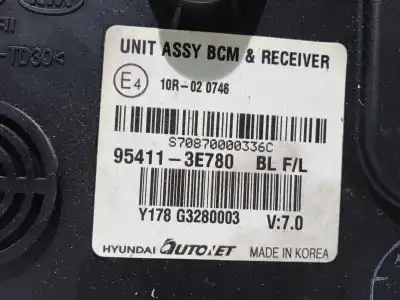 UNIT ASSY BCM & RECEIVER
E4 10R-02 0746
S70870000336C
95411-3E780 BL F/L
Y178 G3280003 V:7.0
HYUNDAI AUTONET MADE IN KOREA